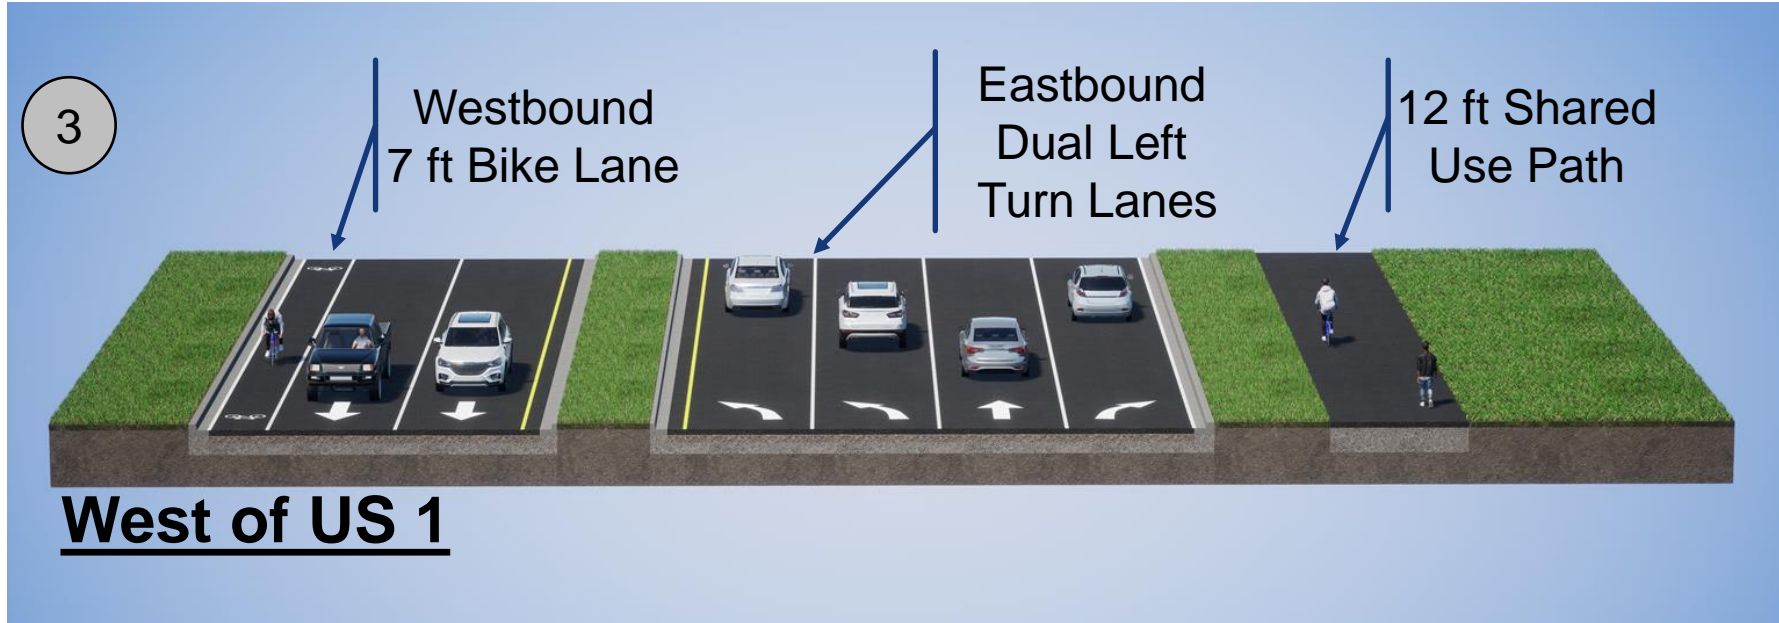 3
Westbound
7 ft Bike Lane
Eastbound
Dual Left
Turn Lanes
12 ft Shared
Use Path
West of US 1